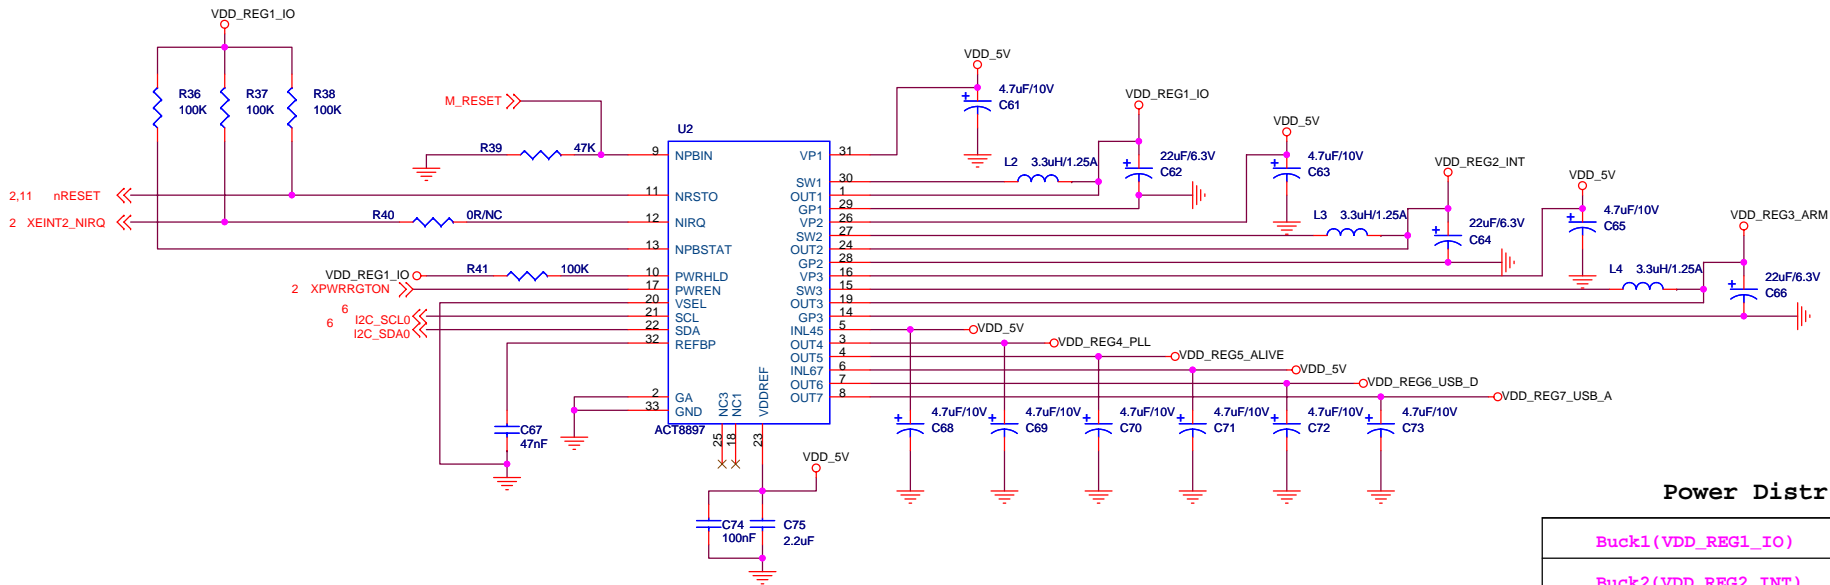 VDD_REG1_IO
R36
100K
R37
100K
R38
100K
M_RESET
R39
47K
2,11 nRESET
2 XEINT2_NIRQ
R40
0R/NC
VDD_REG1_IO
R41
100K
2 XPWRRGTON
6
I2C_SCL0
6
I2C_SDA0
C67
47nF
U2
9 NPBIN
11 NRSTO
12 NIRQ
13 NPBSTAT
10 PWRHLD
17 PWREN
20 VSEL
21 SCL
22 SDA
32 REFBP
2 GA
33 GND
ACT8897
NC3 25
NC1 18
VDDREF 23
VP1 31
SW1 30
OUT1 1
GP1 29
VP2 26
SW2 27
OUT2 24
GP2 28
VP3 16
SW3 15
OUT3 19
GP3 14
INL45 5
OUT4 3
OUT5 4
INL67 6
OUT6 7
OUT7 8
VDD_5V
4.7uF/10V
C61
VDD_REG1_IO
L2 3.3uH/1.25A
22uF/6.3V
C62
VDD_5V
4.7uF/10V
C63
VDD_REG2_INT
L3 3.3uH/1.25A
22uF/6.3V
C64
VDD_5V
4.7uF/10V
C65
VDD_REG3_ARM
L4 3.3uH/1.25A
22uF/6.3V
C66
VDD_5V
VDD_REG4_PLL
VDD_REG5_ALIVE
VDD_5V
VDD_REG6_USB_D
VDD_REG7_USB_A
4.7uF/10V
C68
4.7uF/10V
C69
4.7uF/10V
C70
4.7uF/10V
C71
4.7uF/10V
C72
4.7uF/10V
C73
VDD_5V
C74
100nF
C75
2.2uF
Power Distr
Buck1(VDD_REG1_IO)
Buck2(VDD_REG2_INT)